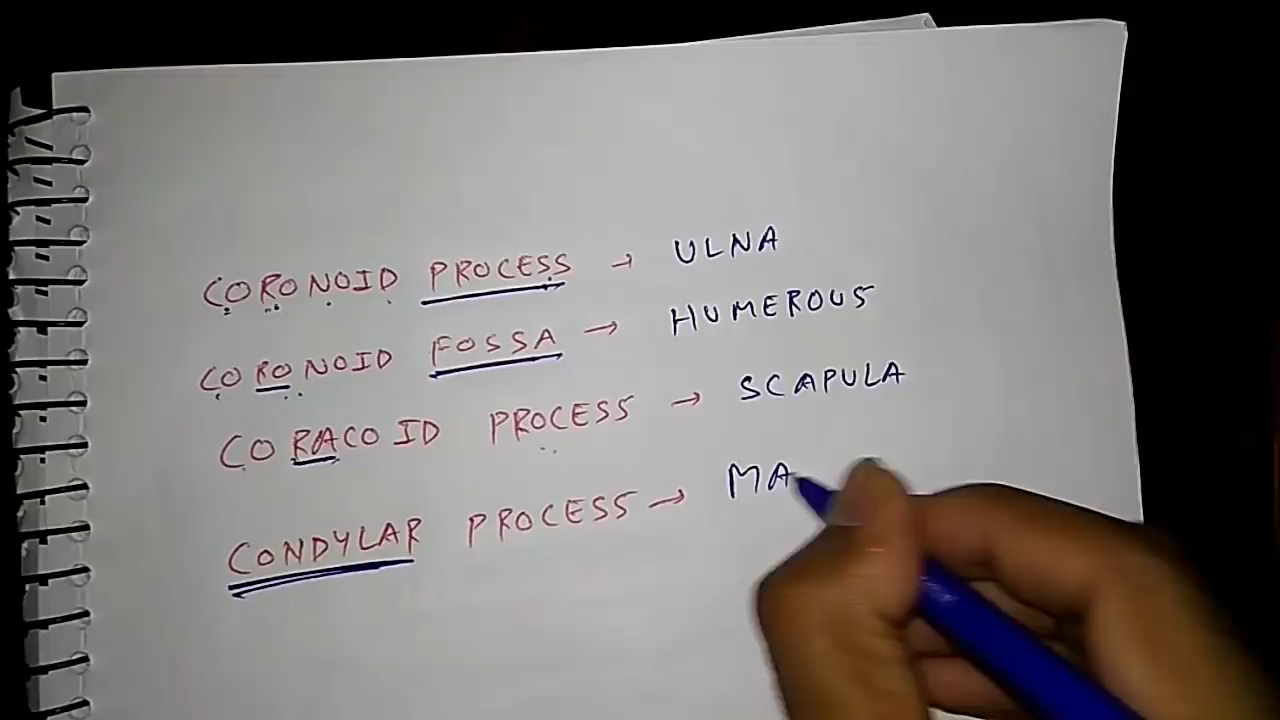 CORONOID PROCESS → ULNA
CORONOID FOSSA → HUMEROUS
CORACOID PROCESS → SCAPULA
CONDYLAR PROCESS → MA